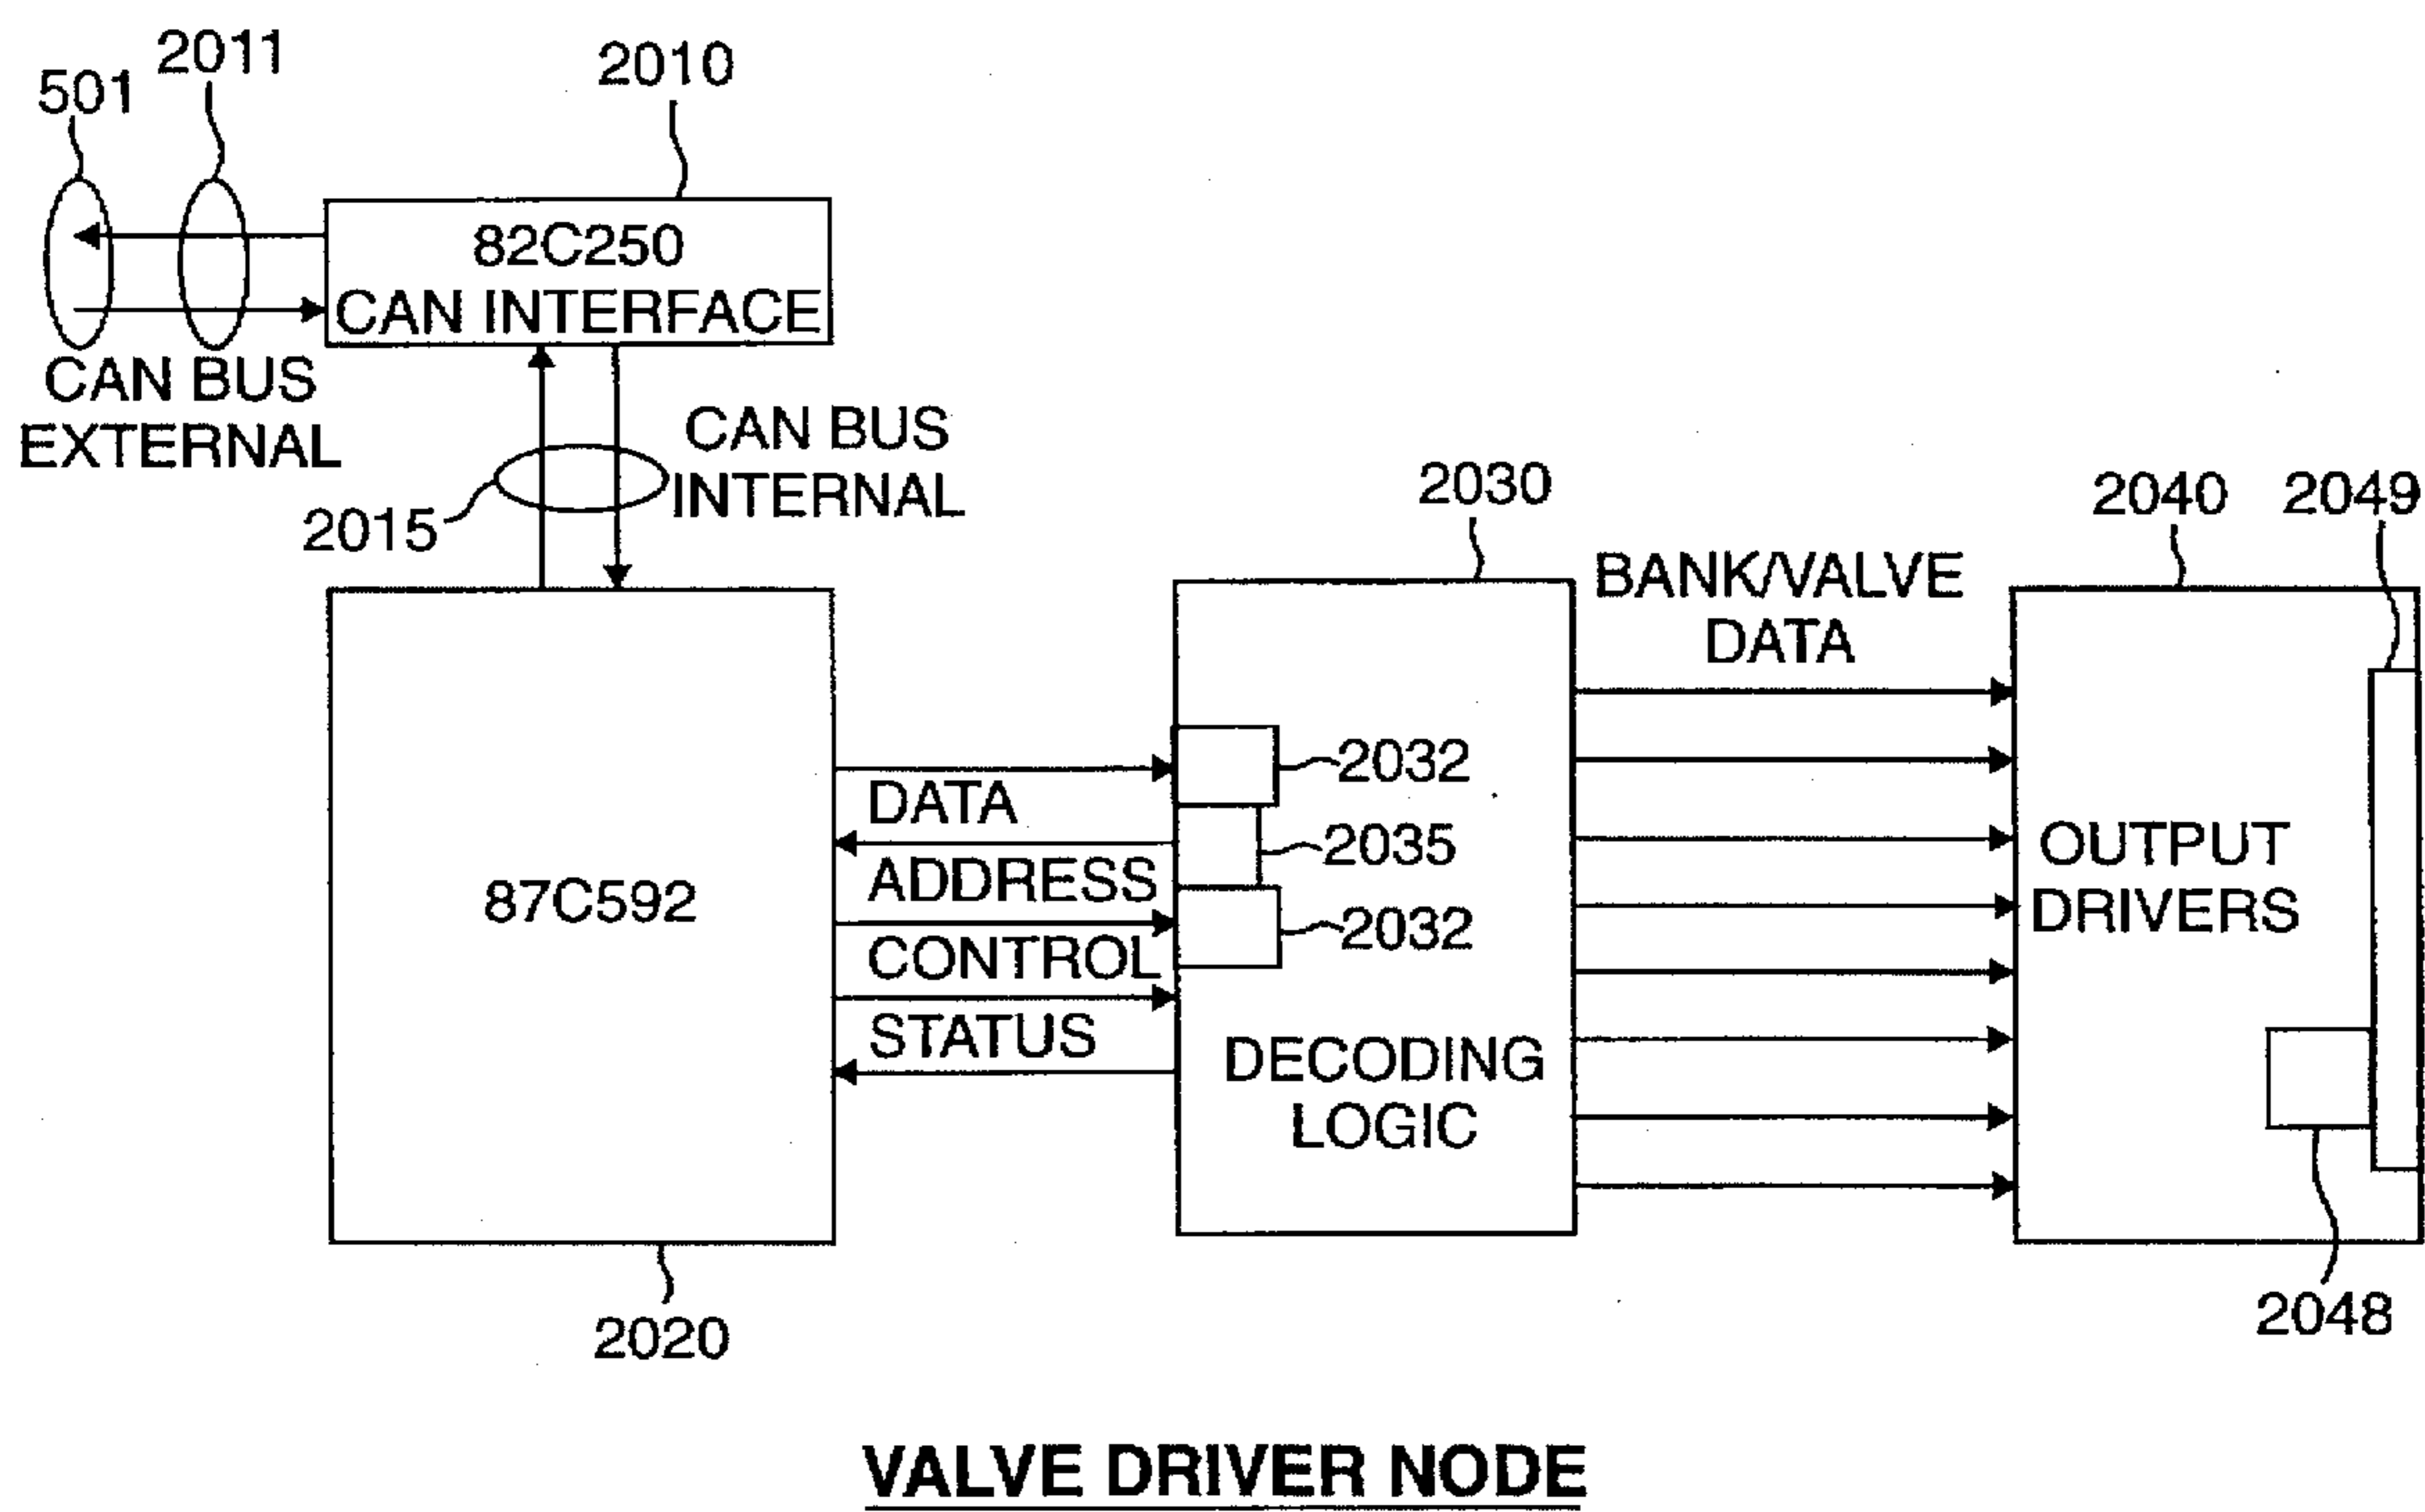 501
2011
2010
82C250
CAN INTERFACE
CAN BUS
EXTERNAL
CAN BUS
INTERNAL
2015
2030
2040
2049
BANK/VALVE
DATA
87C592
DATA
ADDRESS
CONTROL
STATUS
2032
2035
2032
DECODING
LOGIC
OUTPUT
DRIVERS
2020
2048
VALVE DRIVER NODE